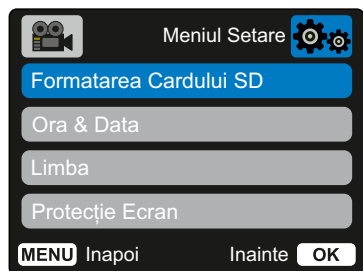 Meniul Setare
Formatarea Cardului SD
Ora & Data
Limba
Protecție Ecran
MENU Inapoi Inainte OK